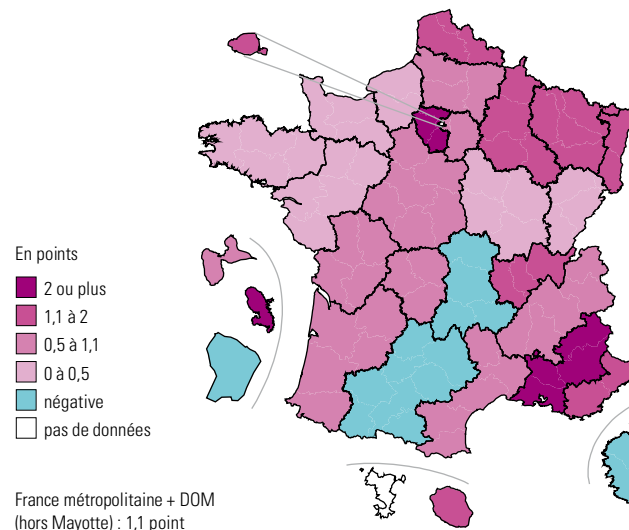 En points
2 ou plus
1,1 à 2
0,5 à 1,1
0 à 0,5
négative
pas de données
France métropolitaine + DOM
(hors Mayotte) : 1,1 point